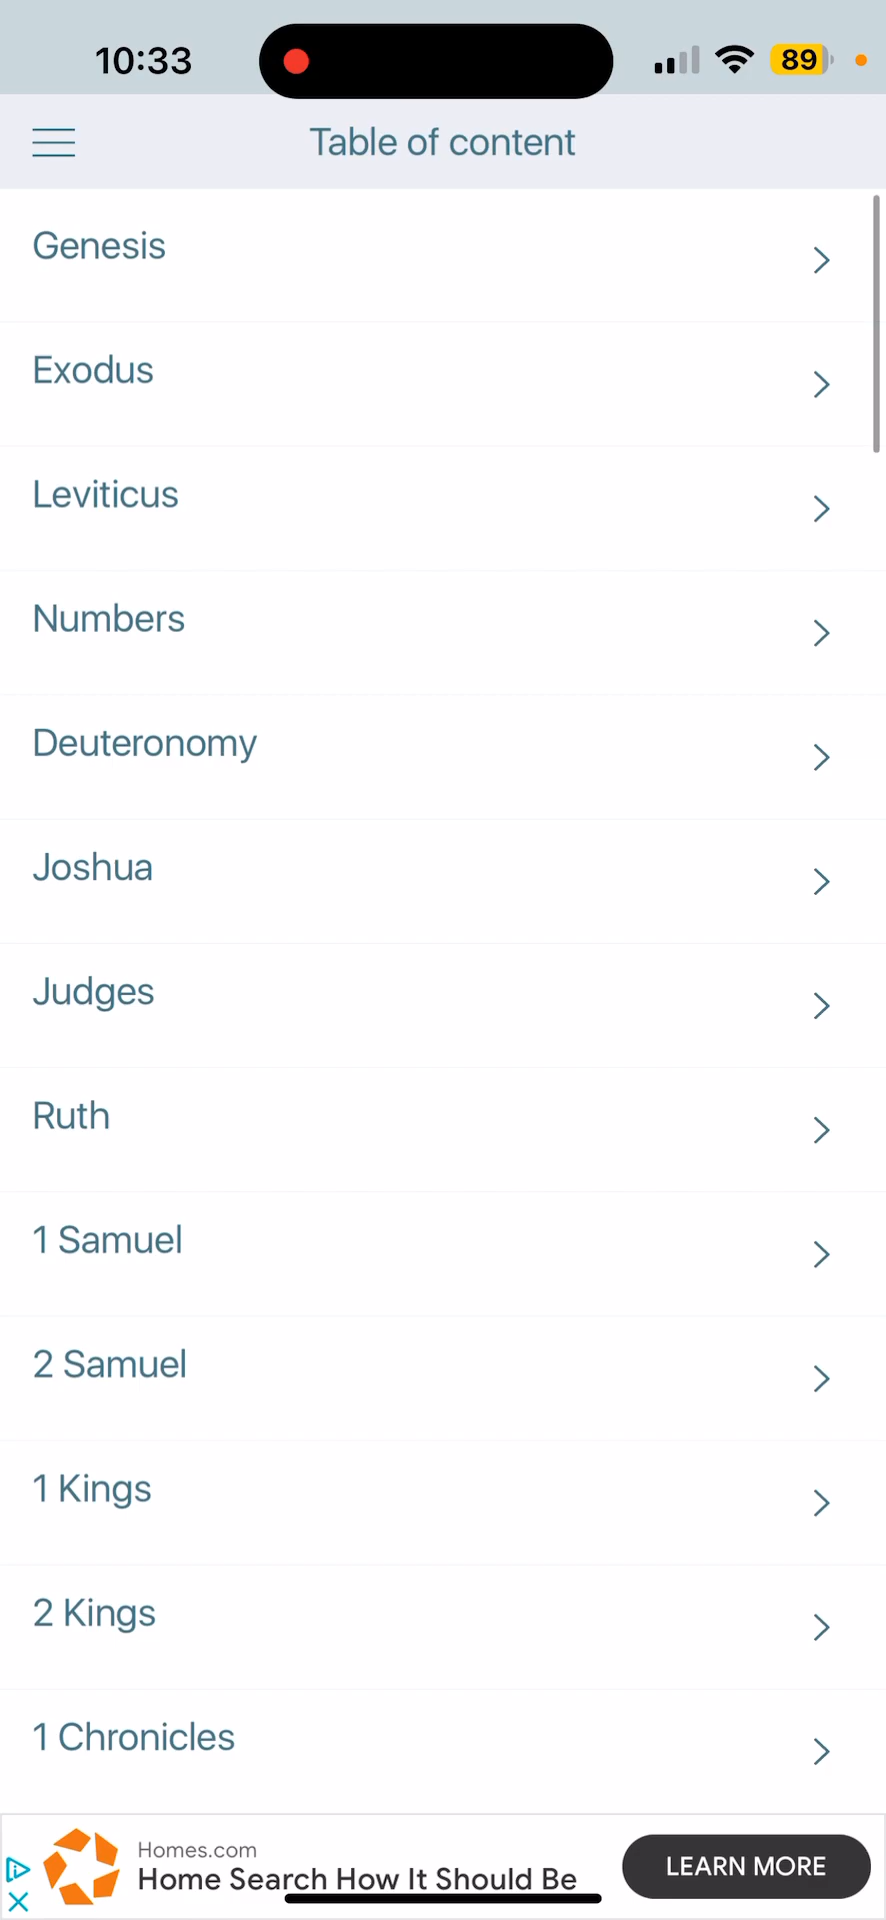 10:33
89
Table of content
Genesis
Exodus
Leviticus
Numbers
Deuteronomy
Joshua
Judges
Ruth
1 Samuel
2 Samuel
1 Kings
2 Kings
1 Chronicles
Homes.com
Home Search How It Should Be
LEARN MORE